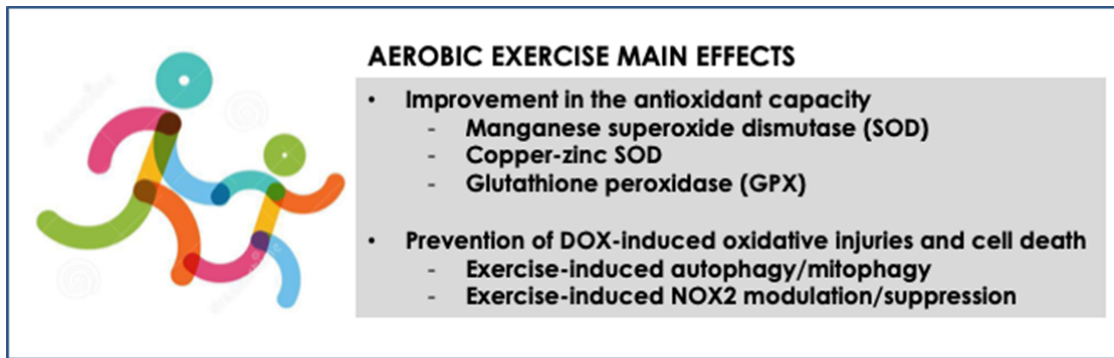 AEROBIC EXERCISE MAIN EFFECTS
• Improvement in the antioxidant capacity
- Manganese superoxide dismutase (SOD)
- Copper-zinc SOD
- Glutathione peroxidase (GPX)
• Prevention of DOX-induced oxidative injuries and cell death
- Exercise-induced autophagy/mitophagy
- Exercise-induced NOX2 modulation/suppression